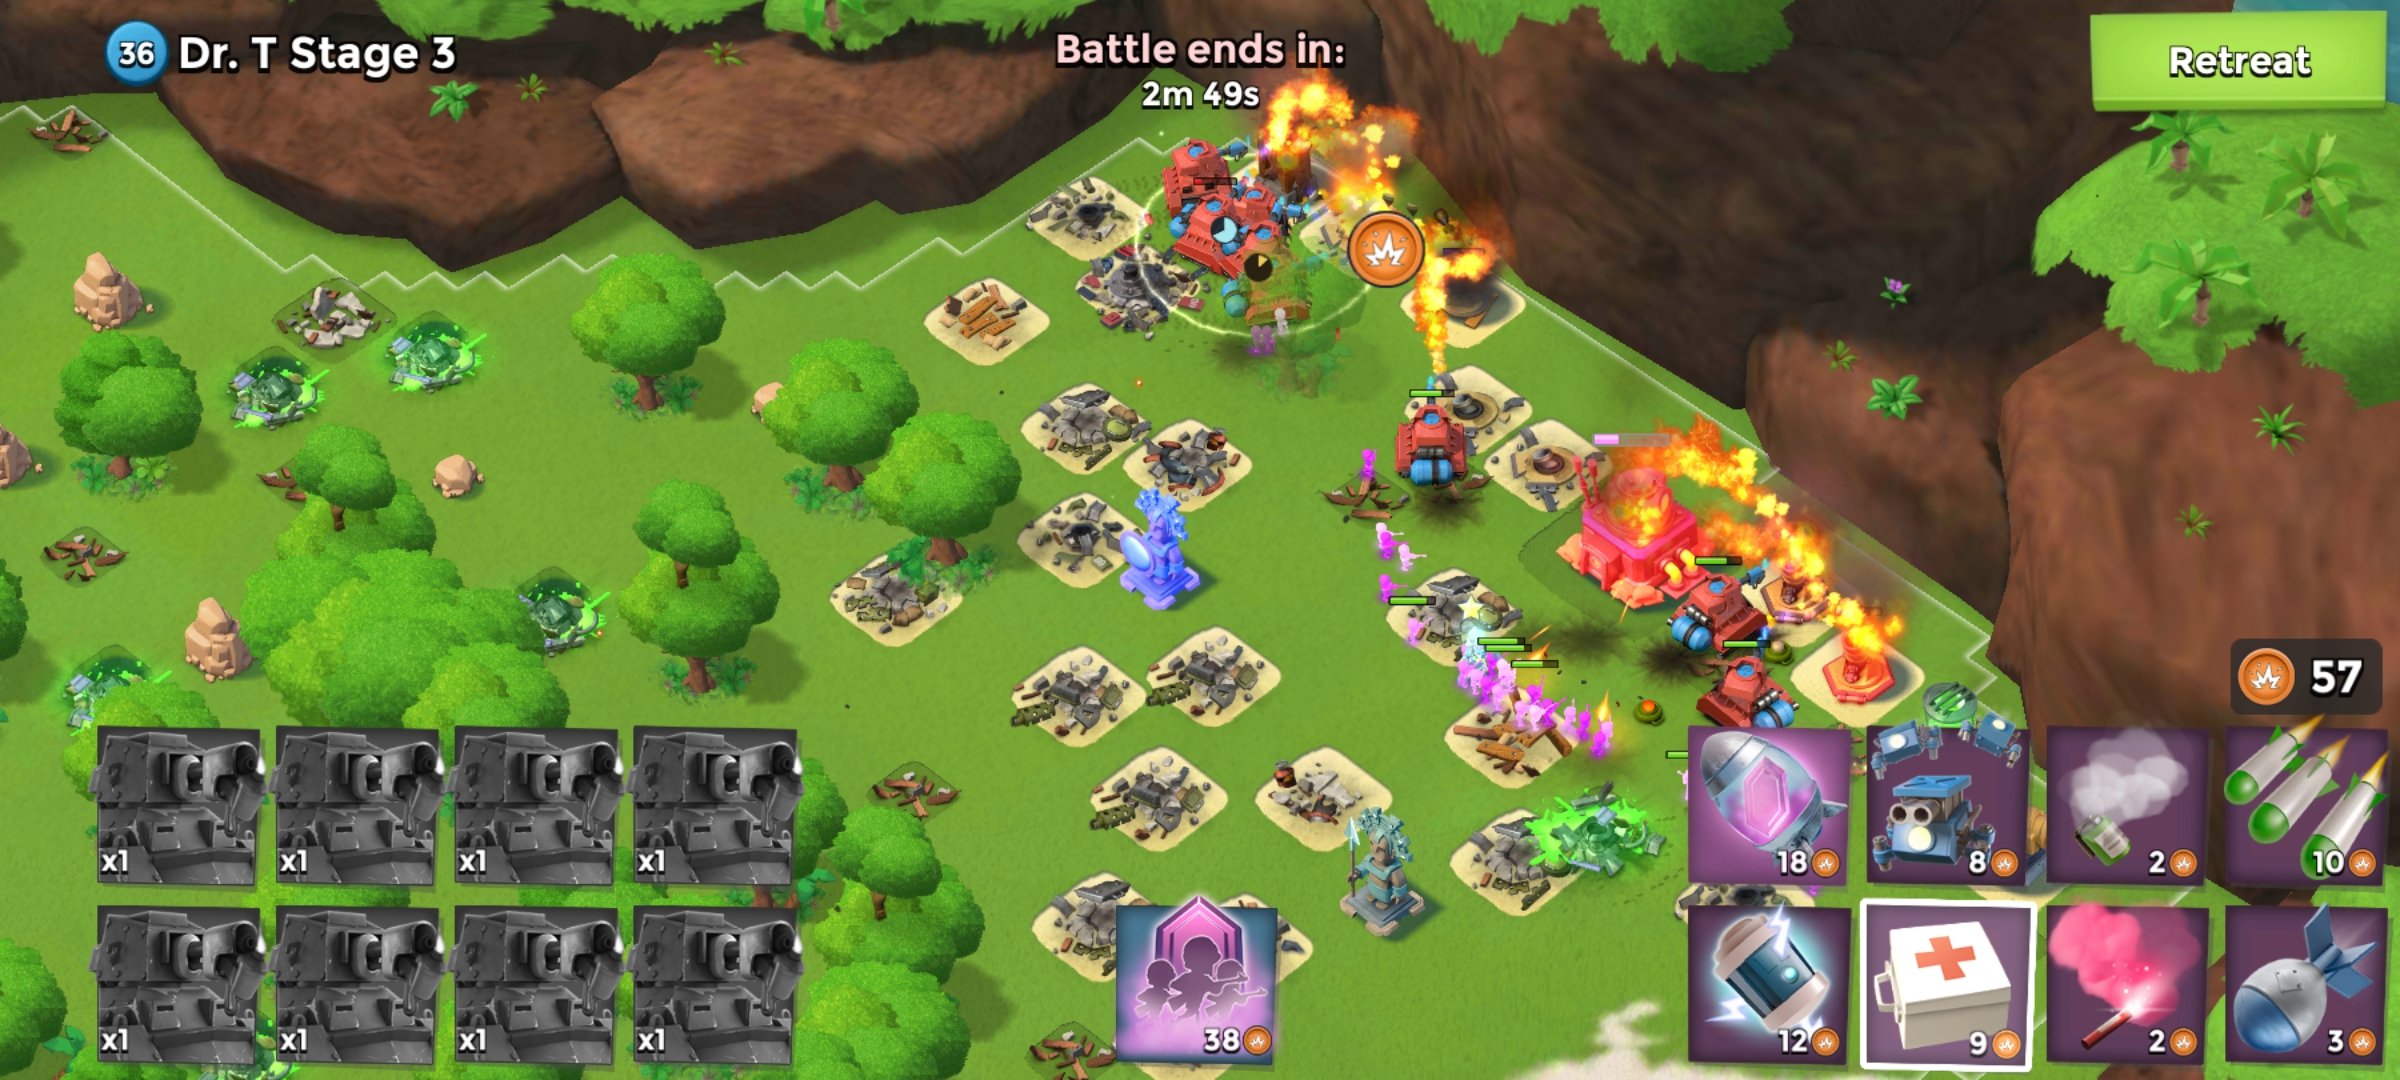 36 Dr. T Stage 3
Battle ends in:
2m 49s
Retreat
57
x1 x1 x1 x1
18 8 2 10
x1 x1 x1 x1
38
12 9 2 3